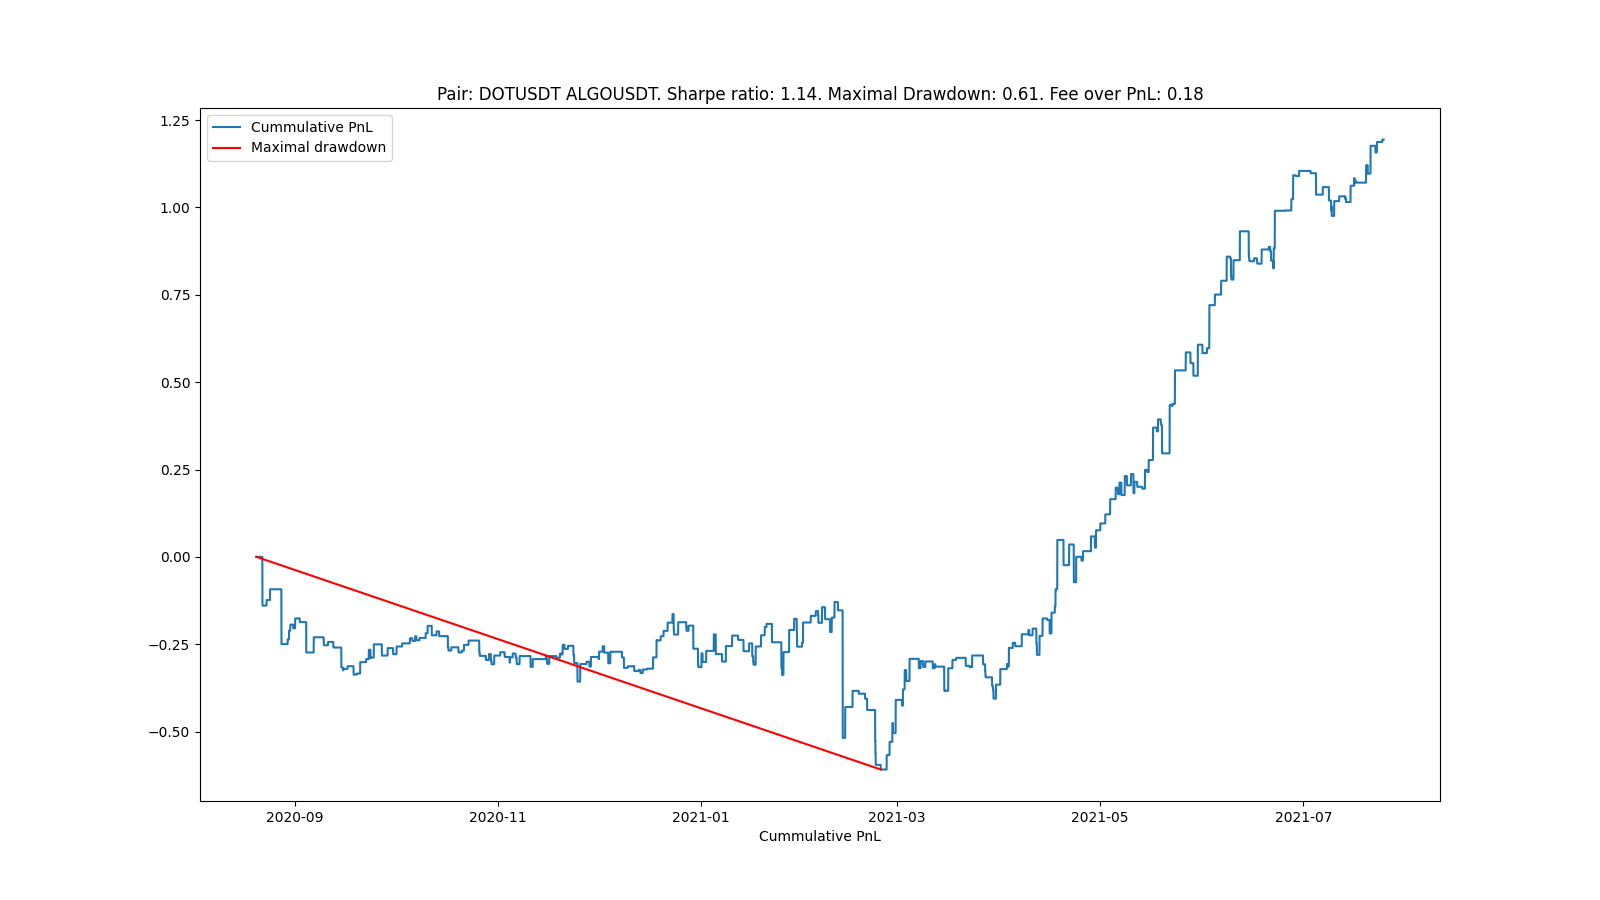 Pair: DOTUSDT ALGOUSDT. Sharpe ratio: 1.14. Maximal Drawdown: 0.61. Fee over PnL: 0.18
Cummulative PnL
Maximal drawdown
1.25
1.00
0.75
0.50
0.25
0.00
−0.25
−0.50
2020-09 2020-11 2021-01 2021-03 2021-05 2021-07
Cummulative PnL